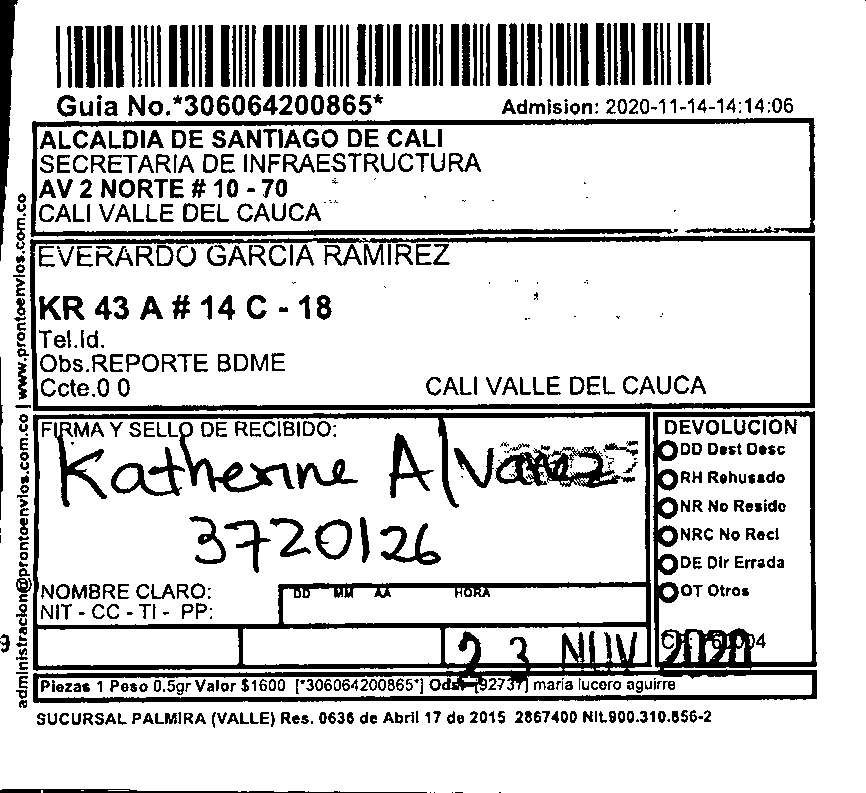 Guia No.*306064200865*
Admision: 2020-11-14-14:14:06
ALCALDIA DE SANTIAGO DE CALI
SECRETARIA DE INFRAESTRUCTURA
AV 2 NORTE # 10 - 70
CALI VALLE DEL CAUCA
EVERARDO GARCIA RAMIREZ
KR 43 A # 14 C - 18
Tel.Id.
Obs.REPORTE BDME
Ccte.0 0
CALI VALLE DEL CAUCA
administracion@prontoenvios.com.co | www.prontoenvios.com.co
FIRMA Y SELLO DE RECIBIDO:
Katherine Alvarez
3720126
NOMBRE CLARO:
NIT - CC - TI - PP:
DD MM AA HORA
DEVOLUCION
DD Dest Desc
RH Rehusado
NR No Reside
NRC No Recl
DE Dir Errada
OT Otros
23 NOV 2020
Piezas 1 Peso 0.5gr Valor $1600 [*306064200865*] [92737] maria lucero aguirre
SUCURSAL PALMIRA (VALLE) Res. 0636 de Abril 17 de 2015 2867400 Nit.900.310.856-2